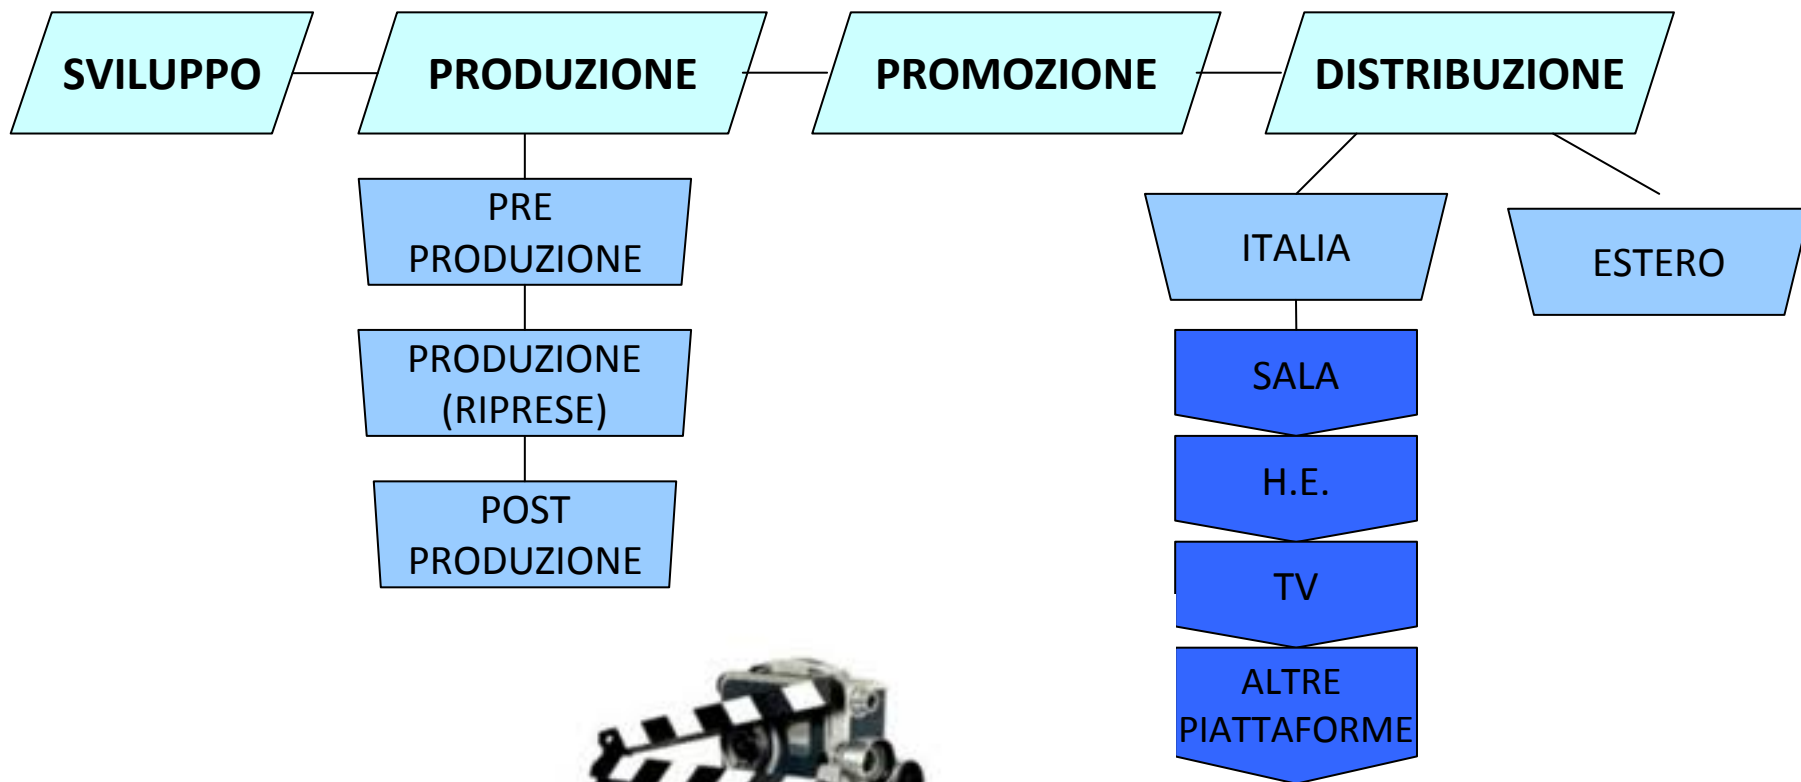 SVILUPPO
PRODUZIONE
PROMOZIONE
DISTRIBUZIONE
PRE
PRODUZIONE
PRODUZIONE
(RIPRESE)
POST
PRODUZIONE
ITALIA
ESTERO
SALA
H.E.
TV
ALTRE
PIATTAFORME